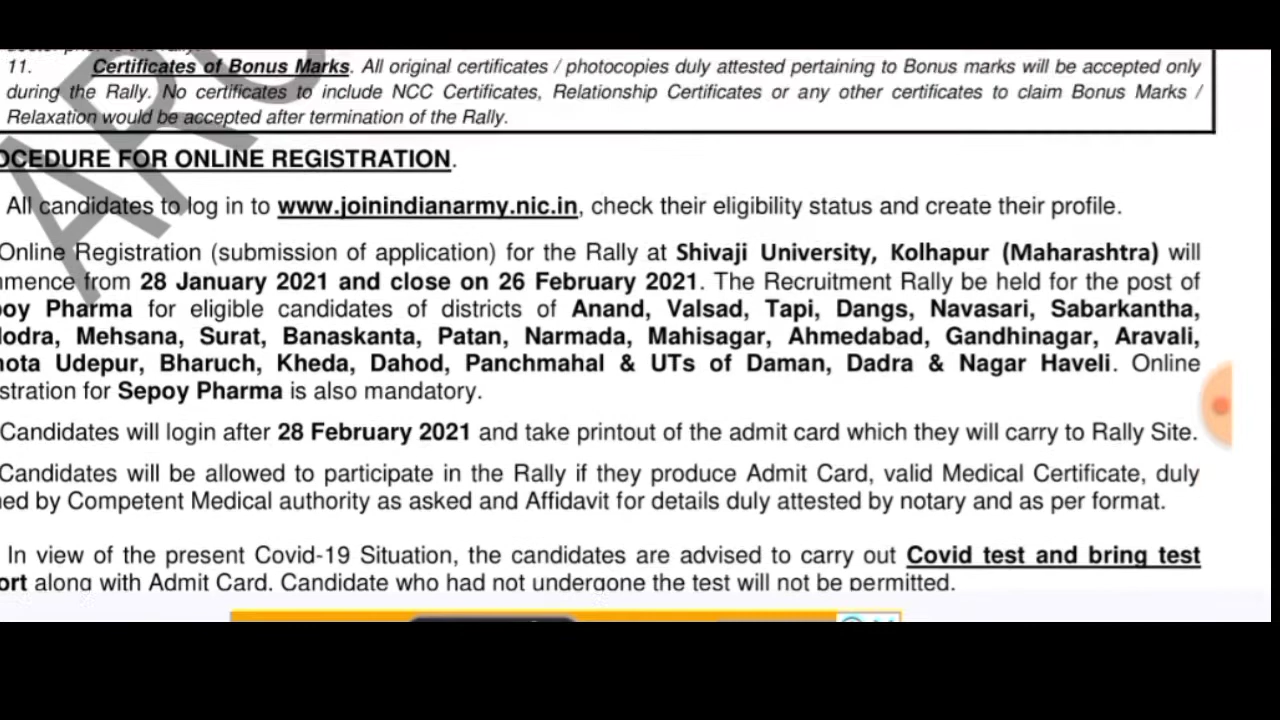 11. Certificates of Bonus Marks. All original certificates / photocopies duly attested pertaining to Bonus marks will be accepted only
during the Rally. No certificates to include NCC Certificates, Relationship Certificates or any other certificates to claim Bonus Marks /
Relaxation would be accepted after termination of the Rally.
OCEDURE FOR ONLINE REGISTRATION.
All candidates to log in to www.joinindianarmy.nic.in, check their eligibility status and create their profile.
Online Registration (submission of application) for the Rally at Shivaji University, Kolhapur (Maharashtra) will
mmence from 28 January 2021 and close on 26 February 2021. The Recruitment Rally be held for the post of
oy Pharma for eligible candidates of districts of Anand, Valsad, Tapi, Dangs, Navasari, Sabarkantha,
lodra, Mehsana, Surat, Banaskanta, Patan, Narmada, Mahisagar, Ahmedabad, Gandhinagar, Aravali,
ota Udepur, Bharuch, Kheda, Dahod, Panchmahal & UTs of Daman, Dadra & Nagar Haveli. Online
stration for Sepoy Pharma is also mandatory.
Candidates will login after 28 February 2021 and take printout of the admit card which they will carry to Rally Site.
Candidates will be allowed to participate in the Rally if they produce Admit Card, valid Medical Certificate, duly
ed by Competent Medical authority as asked and Affidavit for details duly attested by notary and as per format.
In view of the present Covid-19 Situation, the candidates are advised to carry out Covid test and bring test
ort along with Admit Card. Candidate who had not undergone the test will not be permitted.